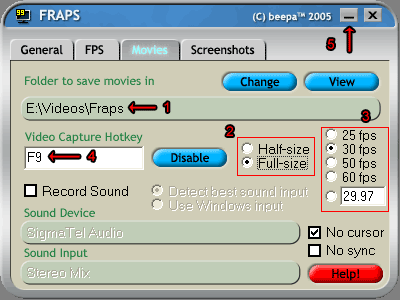 99 FRAPS (C) beepa™ 2005
5
General FPS Movies Screenshots
Folder to save movies in Change View
E:\Videos\Fraps 1
Video Capture Hotkey 2 3
F9 4 Disable
Half-size
Full-size
25 fps
30 fps
50 fps
60 fps
29.97
Record Sound
Detect best sound input
Use Windows input
Sound Device
SigmaTel Audio
No cursor
Sound Input
No sync
Stereo Mix
Help!